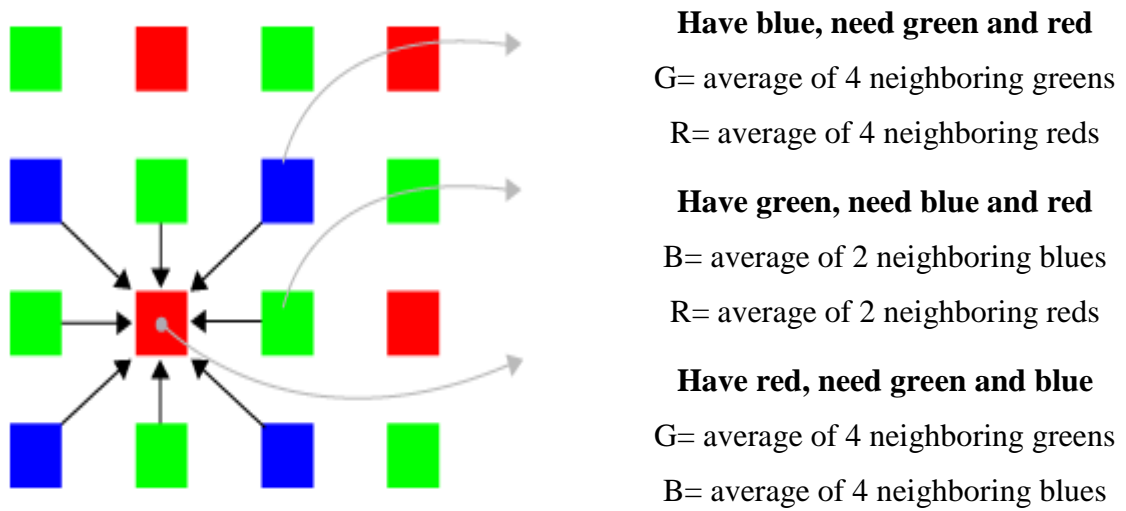 Have blue, need green and red
G= average of 4 neighboring greens
R= average of 4 neighboring reds
Have green, need blue and red
B= average of 2 neighboring blues
R= average of 2 neighboring reds
Have red, need green and blue
G= average of 4 neighboring greens
B= average of 4 neighboring blues